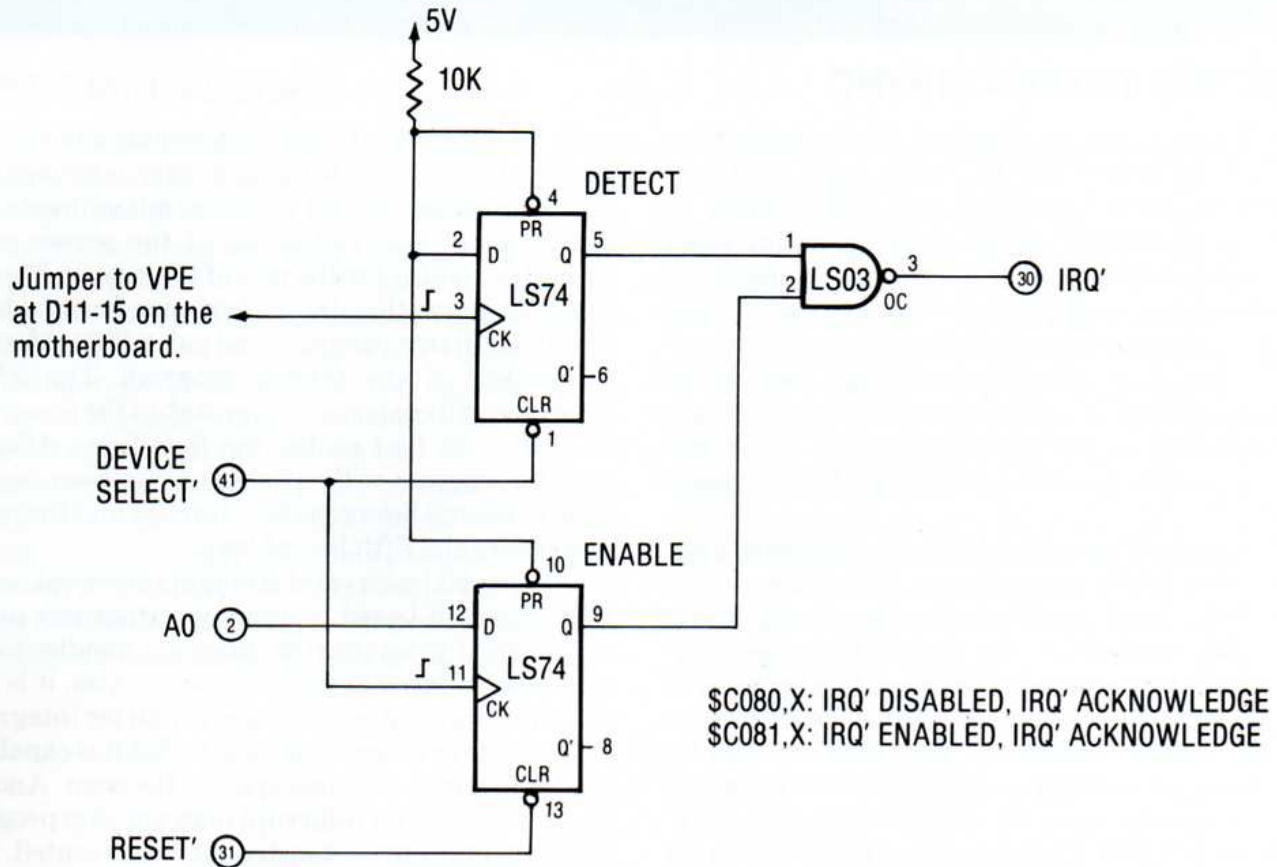 5V
10K
4
DETECT
PR
2
D
Q
5
1
LS74
3
2
LS03
3
OC
30
IRQ'
Jumper to VPE
at D11-15 on the
motherboard.
CK
Q'
6
CLR
1
DEVICE
SELECT'
41
ENABLE
10
PR
12
D
Q
9
A0
2
LS74
11
CK
Q'
8
CLR
13
RESET'
31
$C080,X: IRQ' DISABLED, IRQ' ACKNOWLEDGE
$C081,X: IRQ' ENABLED, IRQ' ACKNOWLEDGE